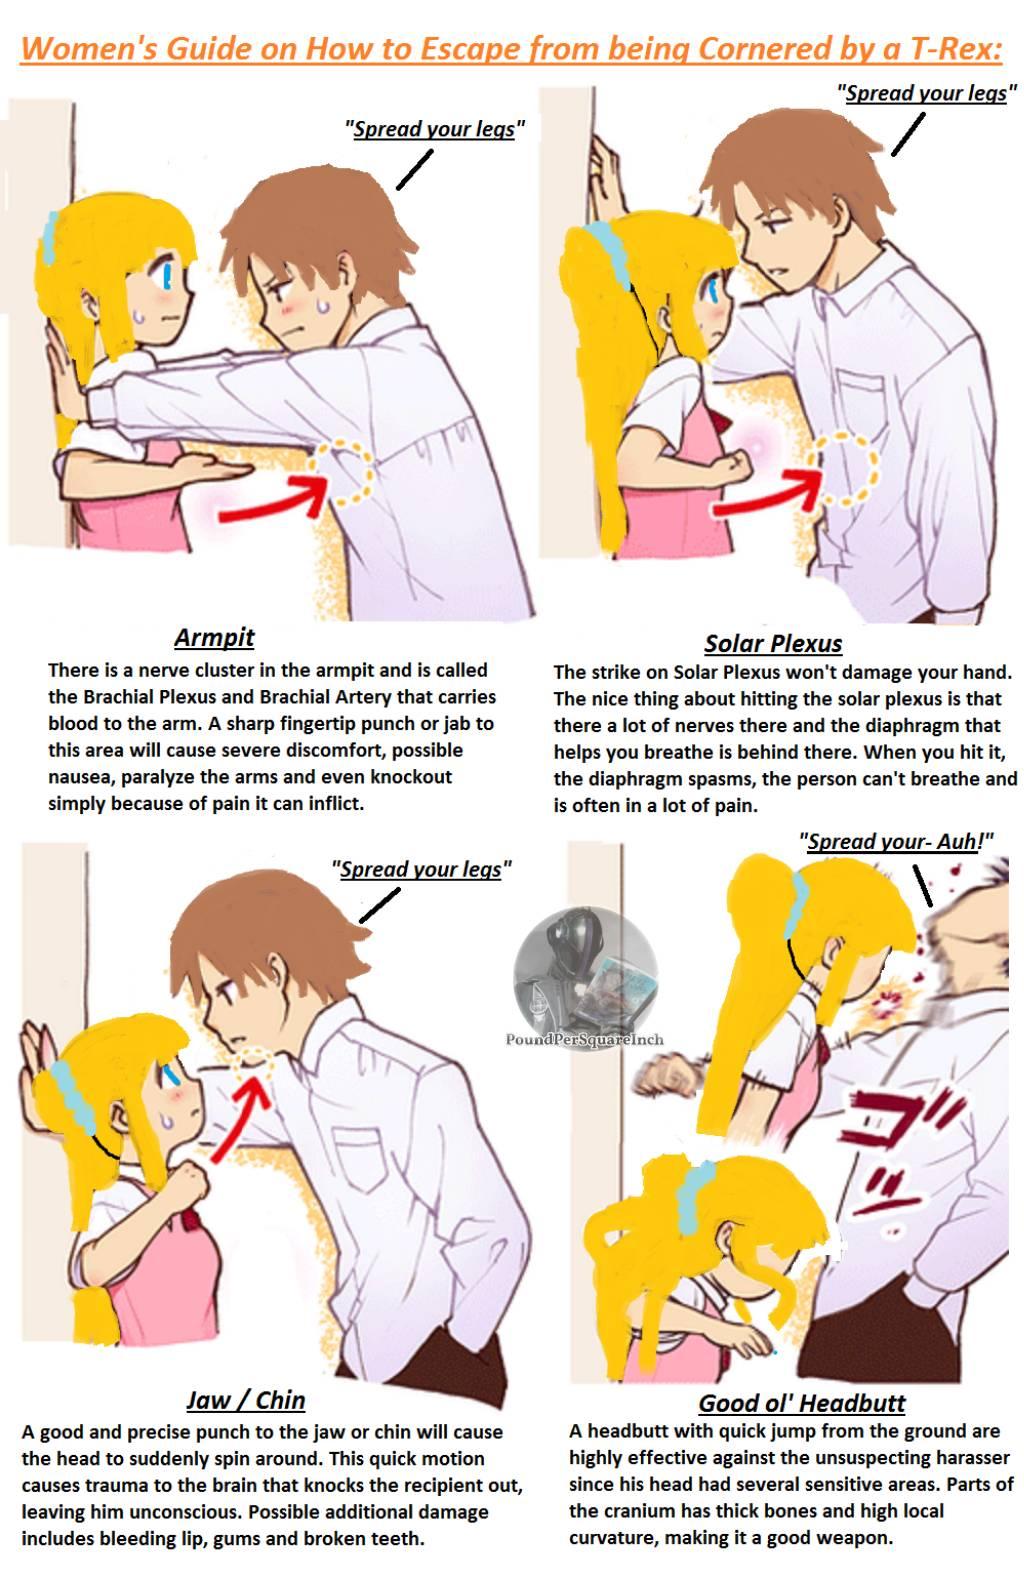 Women's Guide on How to Escape from being Cornered by a T-Rex:
"Spread your legs"
"Spread your legs"
Armpit
There is a nerve cluster in the armpit and is called
the Brachial Plexus and Brachial Artery that carries
blood to the arm. A sharp fingertip punch or jab to
this area will cause severe discomfort, possible
nausea, paralyze the arms and even knockout
simply because of pain it can inflict.
Solar Plexus
The strike on Solar Plexus won't damage your hand.
The nice thing about hitting the solar plexus is that
there a lot of nerves there and the diaphragm that
helps you breathe is behind there. When you hit it,
the diaphragm spasms, the person can't breathe and
is often in a lot of pain.
"Spread your legs"
"Spread your- Auh!"
PoundPerSquareInch
ゴッ
Jaw / Chin
A good and precise punch to the jaw or chin will cause
the head to suddenly spin around. This quick motion
causes trauma to the brain that knocks the recipient out,
leaving him unconscious. Possible additional damage
includes bleeding lip, gums and broken teeth.
Good ol' Headbutt
A headbutt with quick jump from the ground are
highly effective against the unsuspecting harasser
since his head had several sensitive areas. Parts of
the cranium has thick bones and high local
curvature, making it a good weapon.